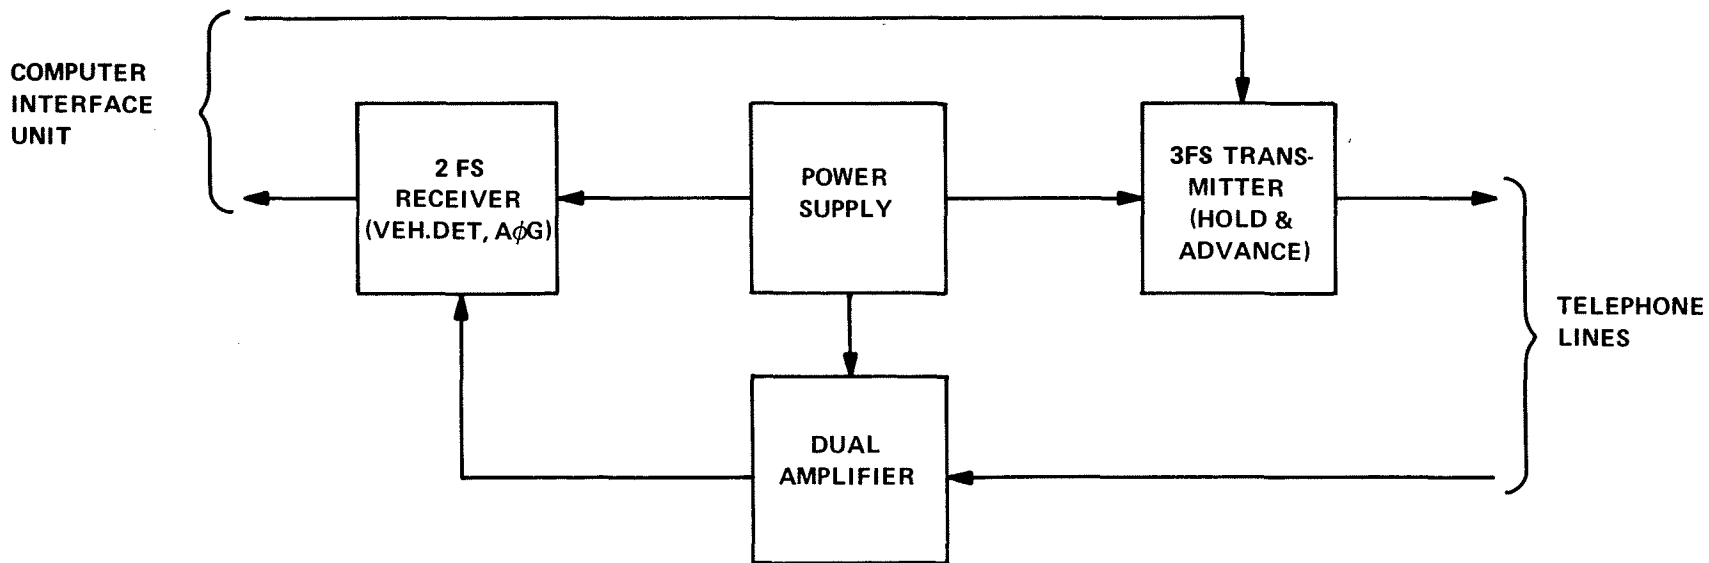 COMPUTER
INTERFACE
UNIT
2 FS
RECEIVER
(VEH.DET, AϕG)
POWER
SUPPLY
3FS TRANS-
MITTER
(HOLD &
ADVANCE)
DUAL
AMPLIFIER
TELEPHONE
LINES